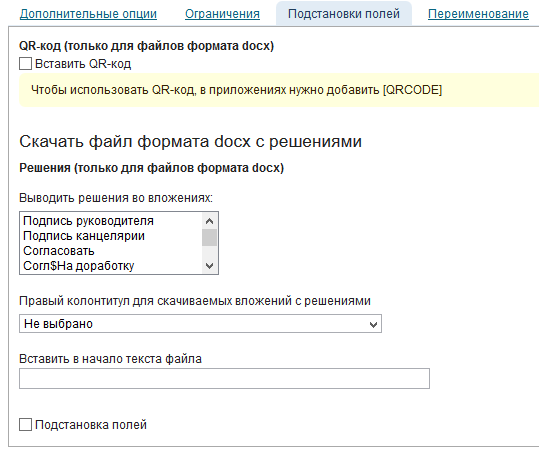 Дополнительные опции Ограничения Подстановки полей Переименование
QR-код (только для файлов формата docx)
Вставить QR-код
Чтобы использовать QR-код, в приложениях нужно добавить [QRCODE]
Скачать файл формата docx с решениями
Решения (только для файлов формата docx)
Выводить решения во вложениях:
Подпись руководителя
Подпись канцелярии
Согласовать
Согл$На доработку
Правый колонтитул для скачиваемых вложений с решениями
Не выбрано
Вставить в начало текста файла
Подстановка полей